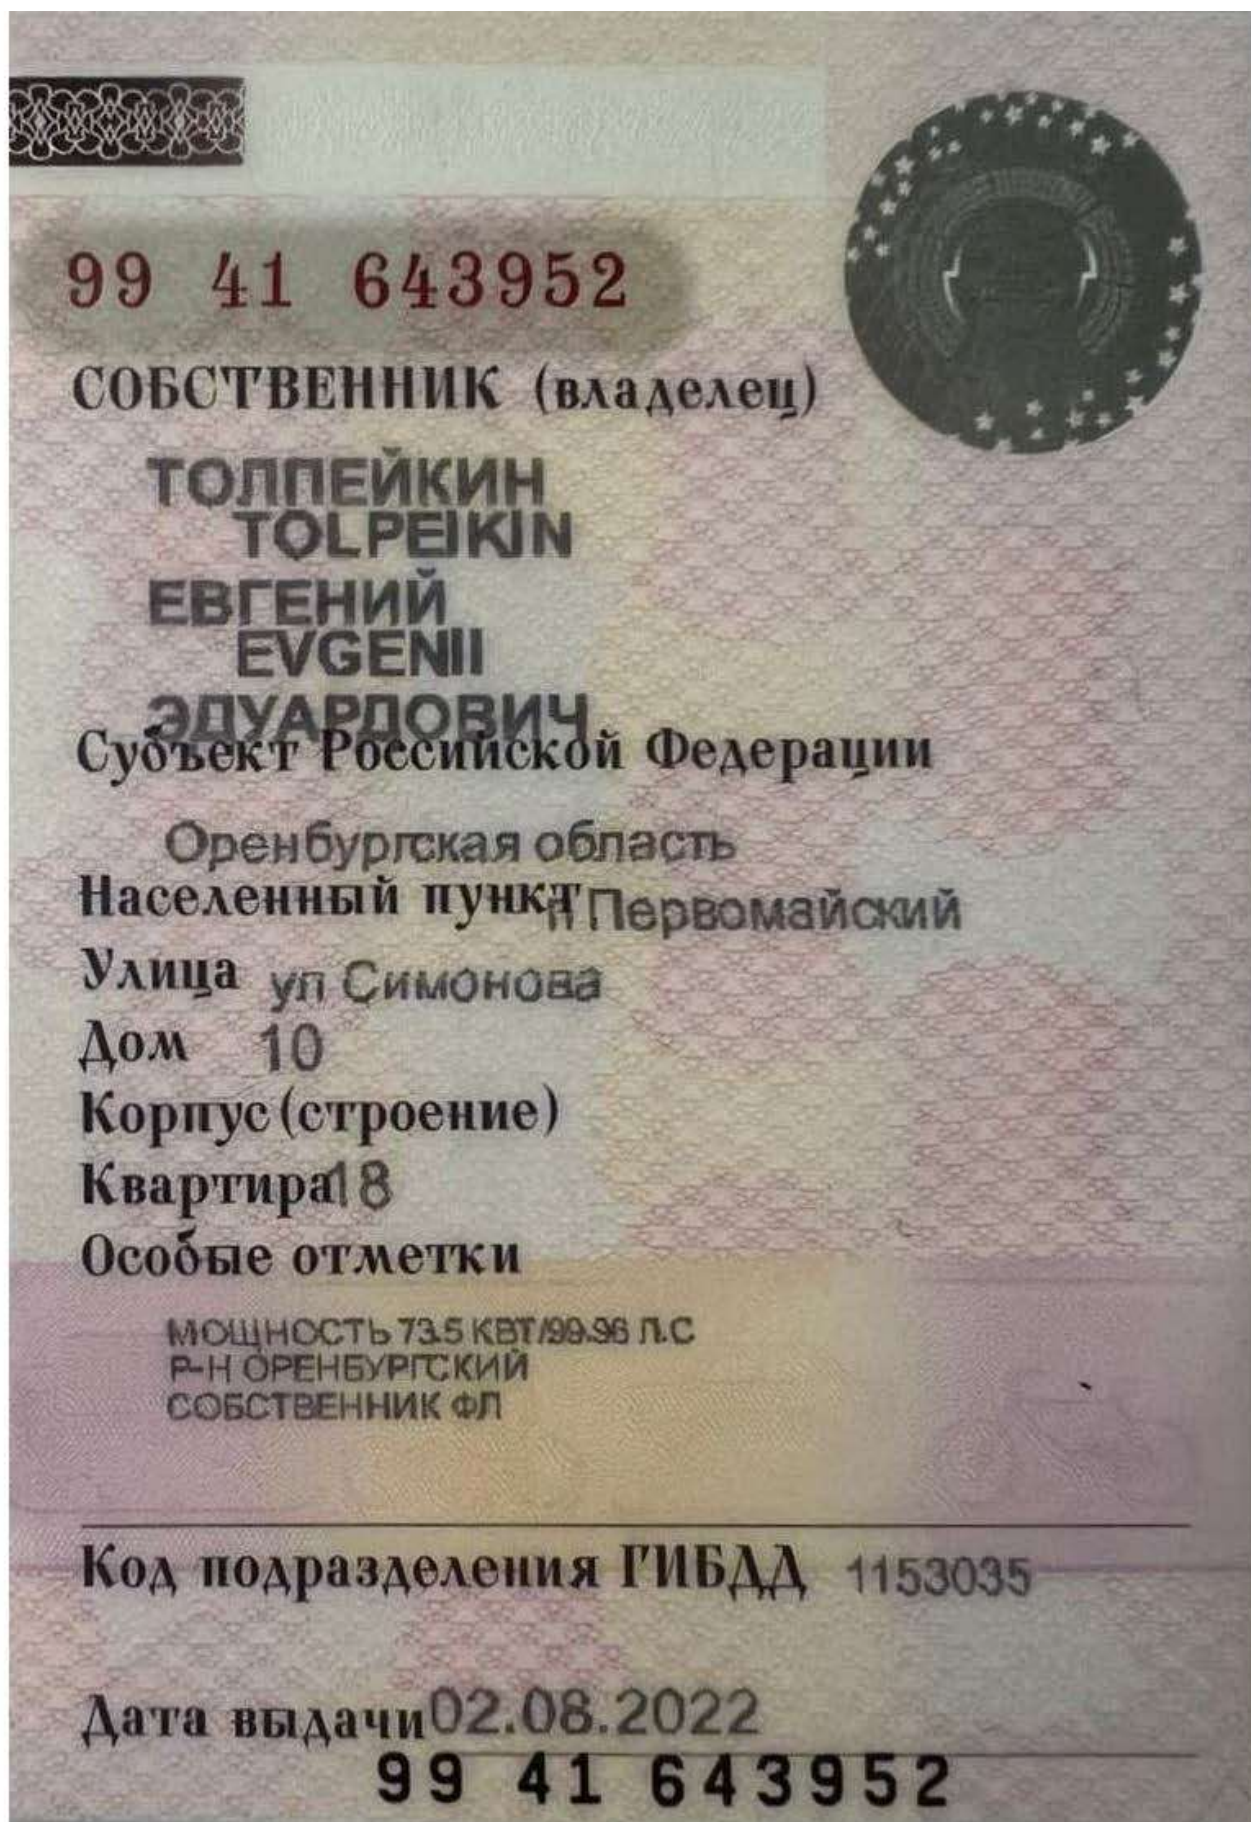 99 41 643952
СОБСТВЕННИК (владелец)
ТОЛПЕЙКИН
TOLPEIKIN
ЕВГЕНИЙ
EVGENII
ЭДУАРДОВИЧ
Субъект Российской Федерации
Оренбургская область
Населенный пункт п Первомайский
Улица ул Симонова
Дом 10
Корпус (строение)
Квартира 18
Особые отметки
МОЩНОСТЬ 73.5 КВТ/99.96 Л.С
Р-Н ОРЕНБУРГСКИЙ
СОБСТВЕННИК ФЛ
Код подразделения ГИБДД 1153035
Дата выдачи 02.08.2022
99 41 643952